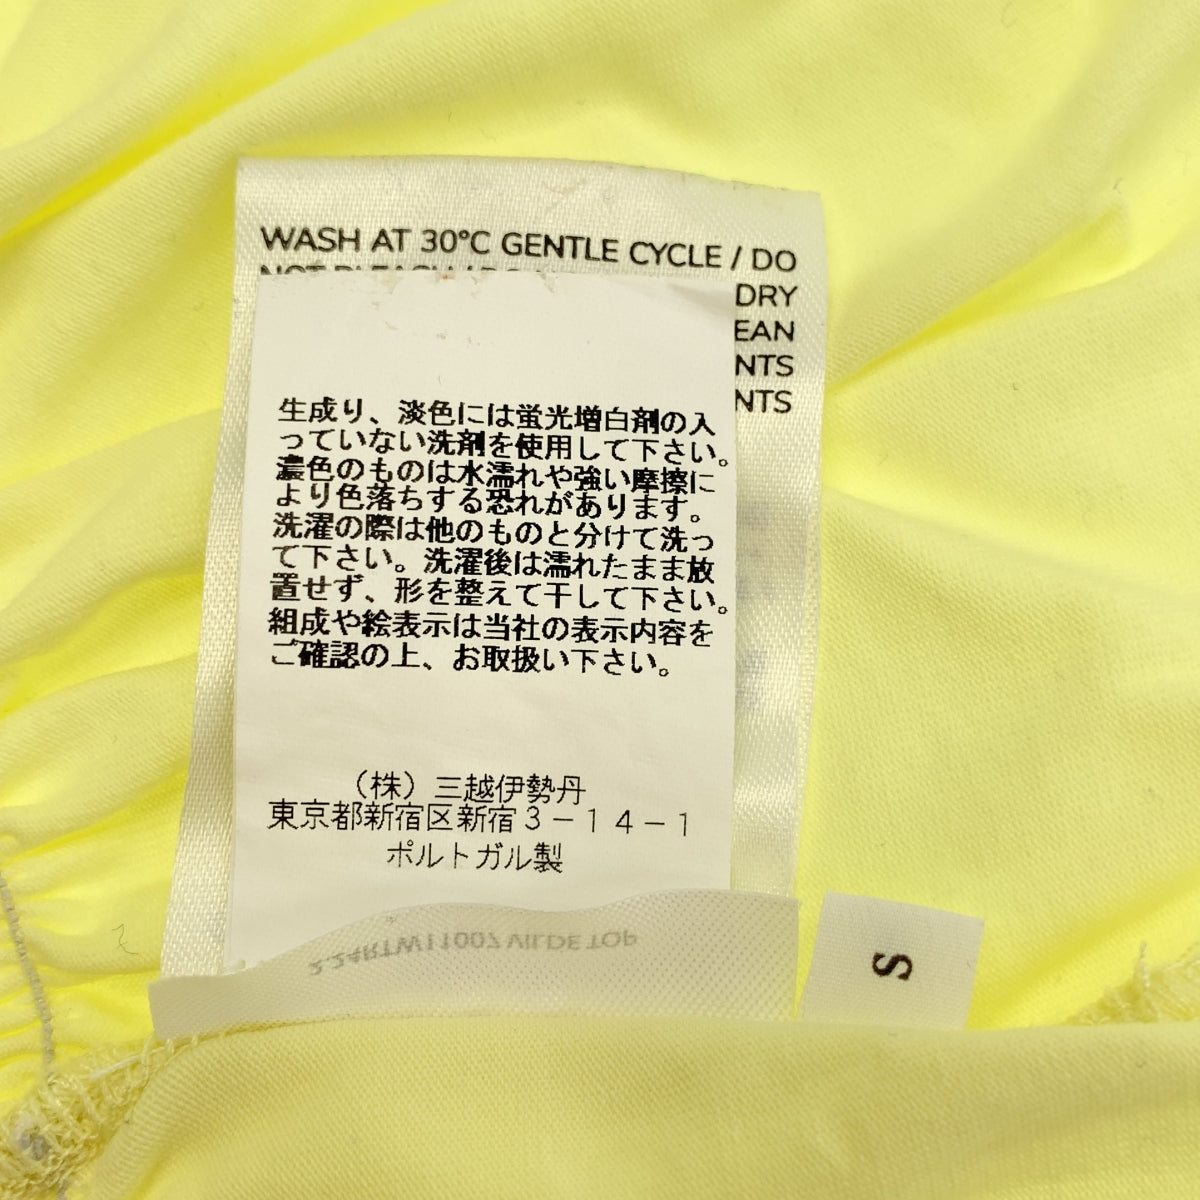 WASH AT 30°C GENTLE CYCLE / DO
NOT BLEACH / DO
DRY
EAN
NTS
NTS
生成り、淡色には蛍光増白剤の入
っていない洗剤を使用して下さい。
濃色のものは水濡れや強い摩擦に
より色落ちする恐れがあります。
洗濯の際は他のものと分けて洗っ
て下さい。洗濯後は濡れたまま放
置せず、形を整えて干して下さい。
組成や絵表示は当社の表示内容を
ご確認の上、お取扱い下さい。
（株）三越伊勢丹
東京都新宿区新宿３－１４－１
ポルトガル製
2.24RTW11007 VILDE TOP
S